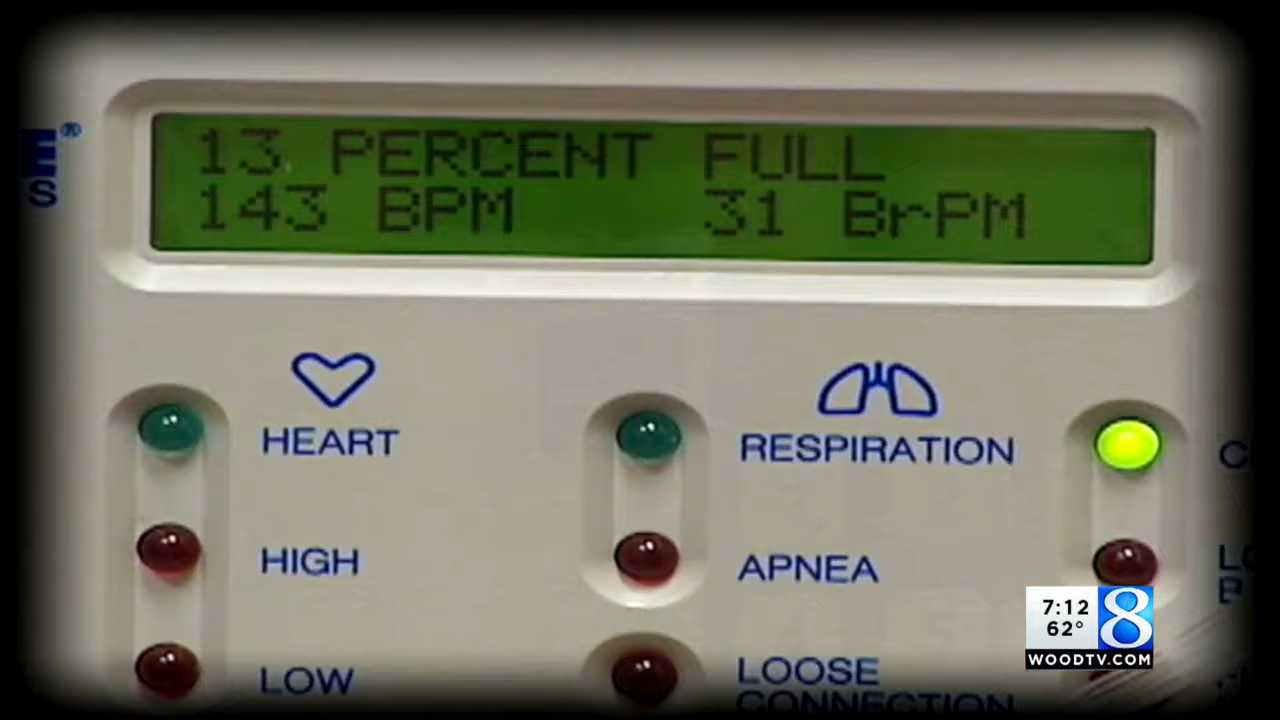 13 PERCENT FULL
143 BPM 31 BrPM
E®
S
HEART
RESPIRATION
C
HIGH
APNEA
LOW
LOOSE
CONNECTION
7:12
62°
8
WOODTV.COM